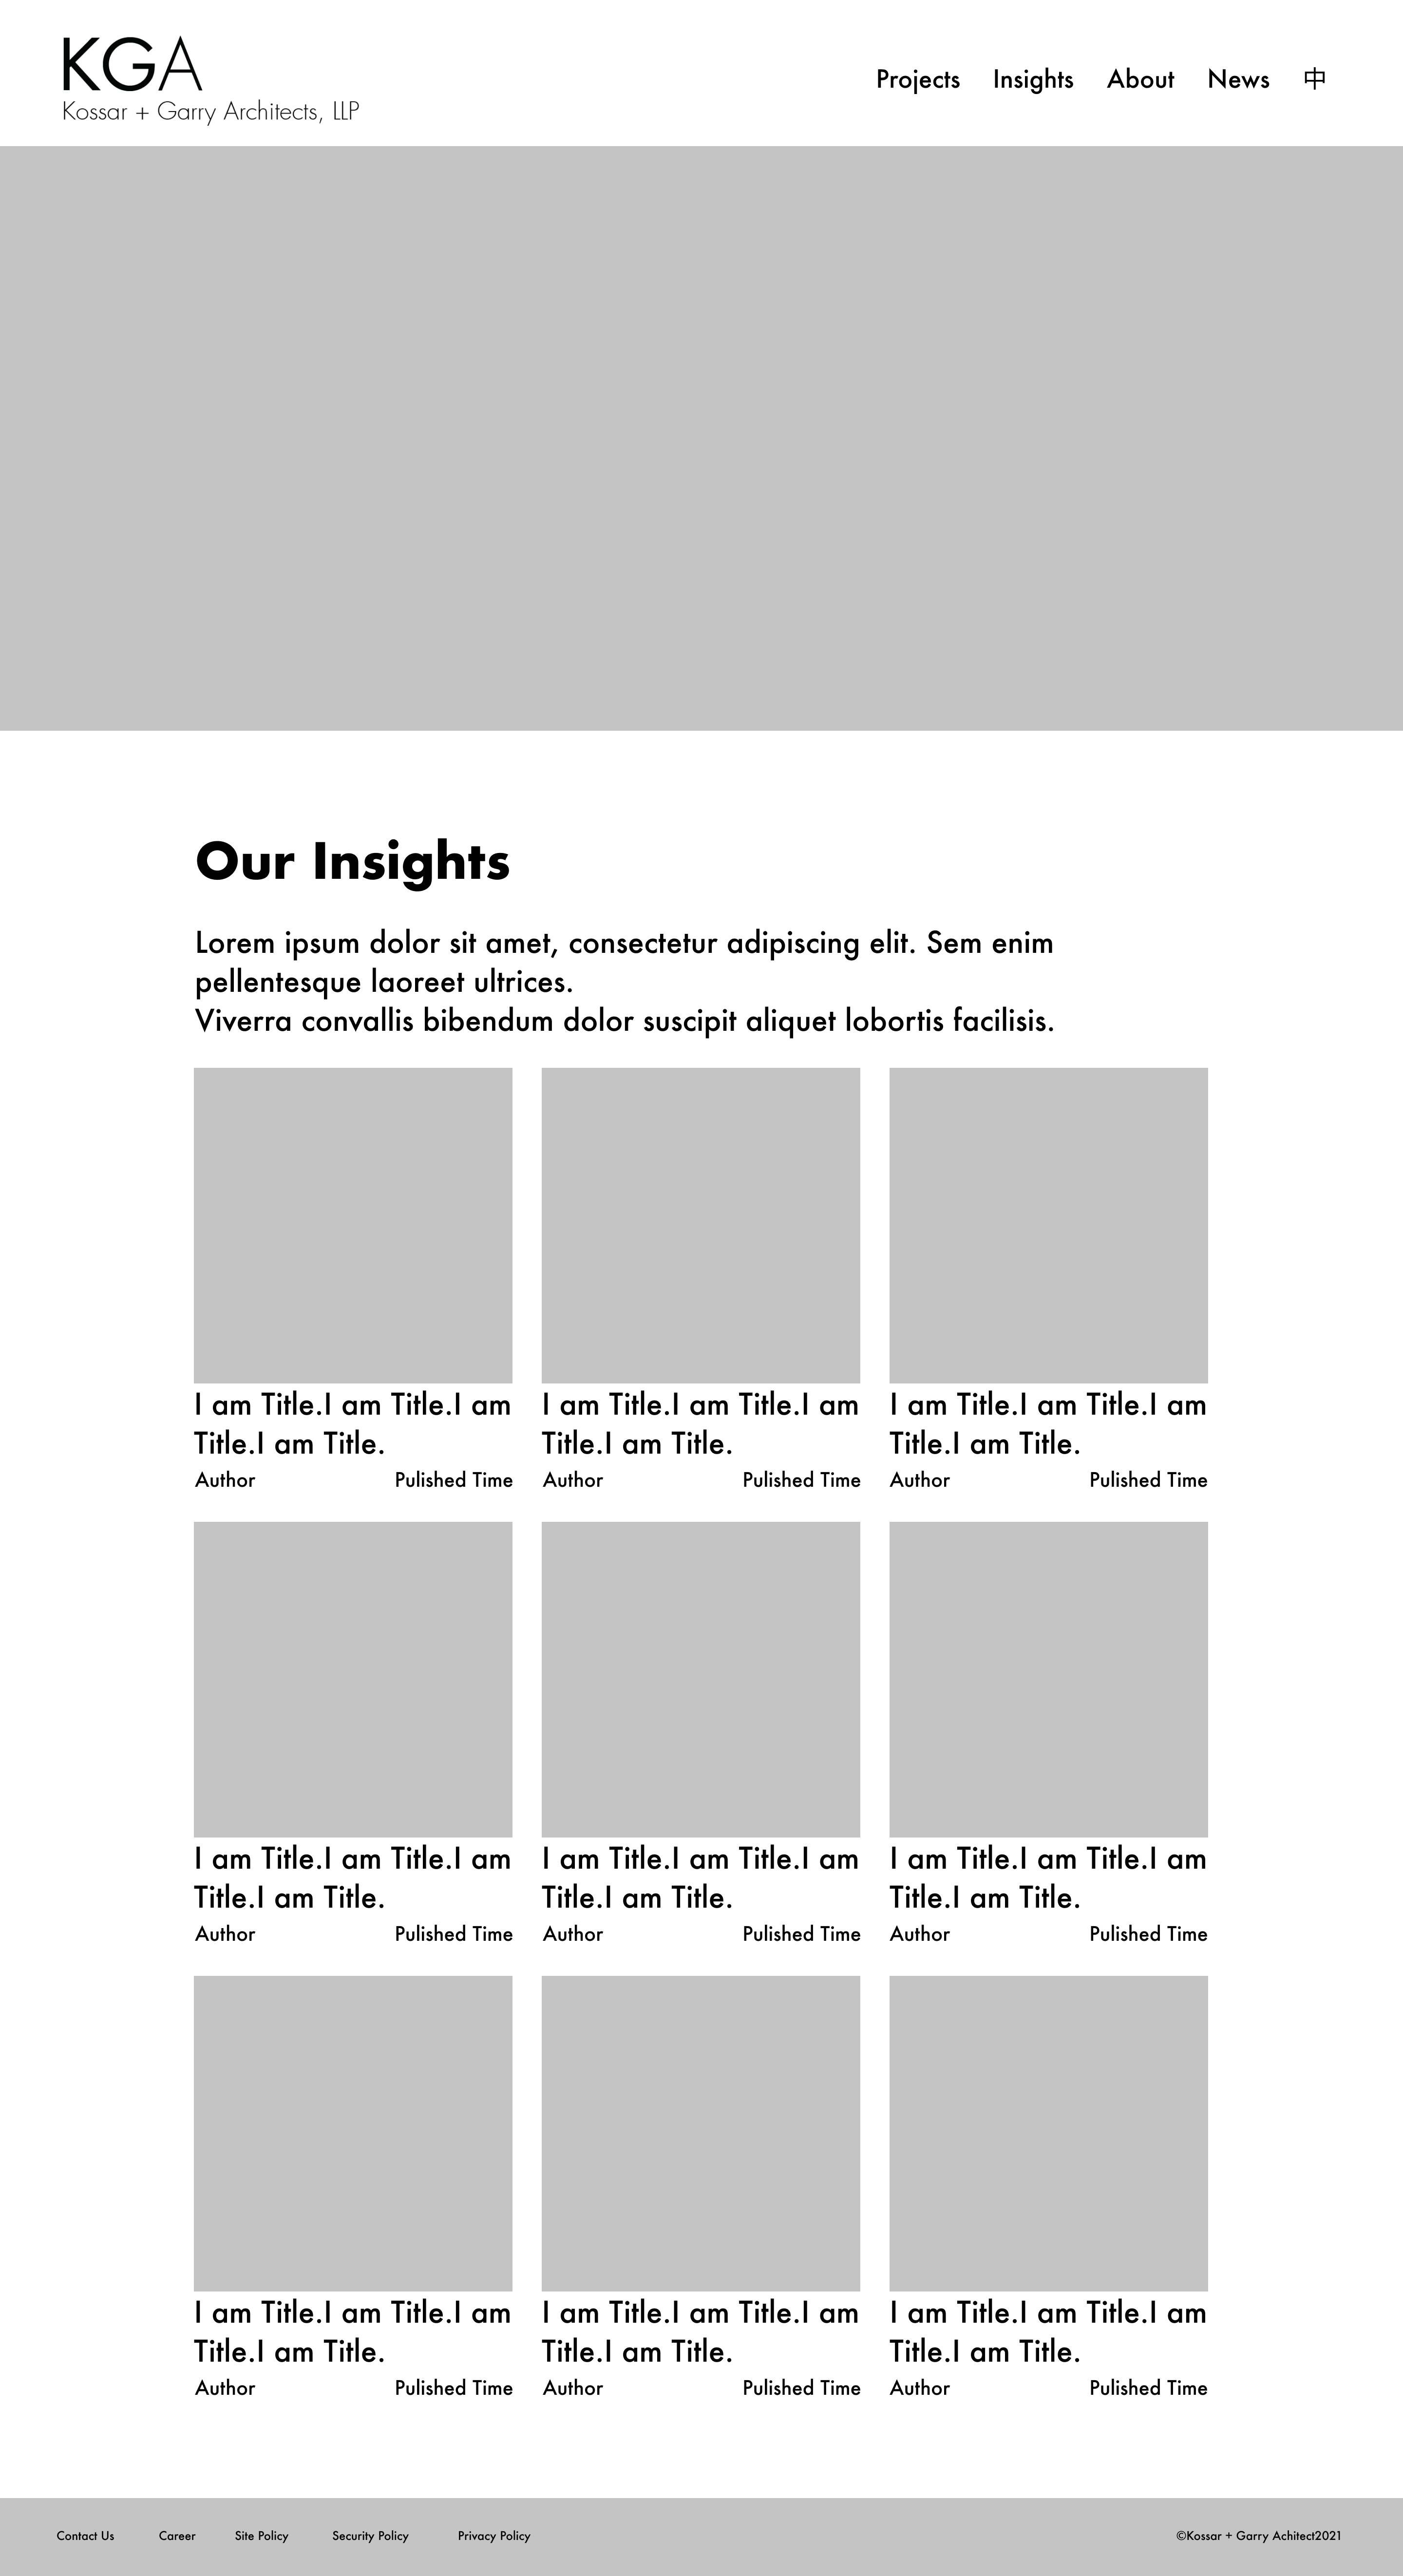 KGA
Kossar + Garry Architects, LLP
Projects Insights About News 中
Our Insights
Lorem ipsum dolor sit amet, consectetur adipiscing elit. Sem enim
pellentesque laoreet ultrices.
Viverra convallis bibendum dolor suscipit aliquet lobortis facilisis.
I am Title.I am Title.I am
Title.I am Title.
Author Pulished Time
I am Title.I am Title.I am
Title.I am Title.
Author Pulished Time
I am Title.I am Title.I am
Title.I am Title.
Author Pulished Time
I am Title.I am Title.I am
Title.I am Title.
Author Pulished Time
I am Title.I am Title.I am
Title.I am Title.
Author Pulished Time
I am Title.I am Title.I am
Title.I am Title.
Author Pulished Time
I am Title.I am Title.I am
Title.I am Title.
Author Pulished Time
I am Title.I am Title.I am
Title.I am Title.
Author Pulished Time
I am Title.I am Title.I am
Title.I am Title.
Author Pulished Time
Contact Us Career Site Policy Security Policy Privacy Policy ©Kossar + Garry Achitect2021